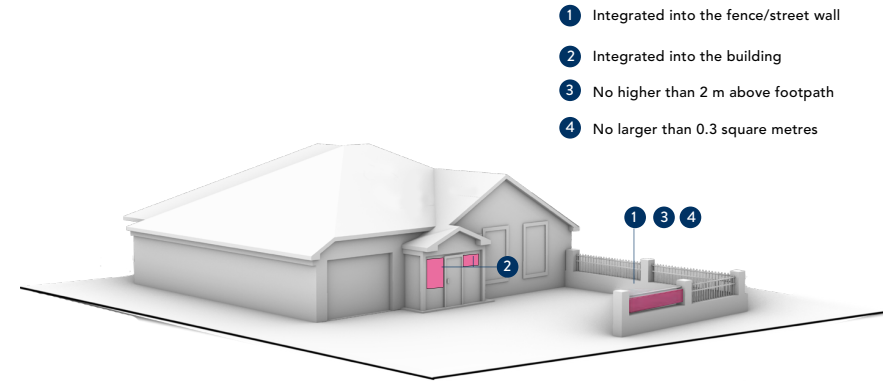 1 Integrated into the fence/street wall
2 Integrated into the building
3 No higher than 2 m above footpath
4 No larger than 0.3 square metres
1 3 4
2